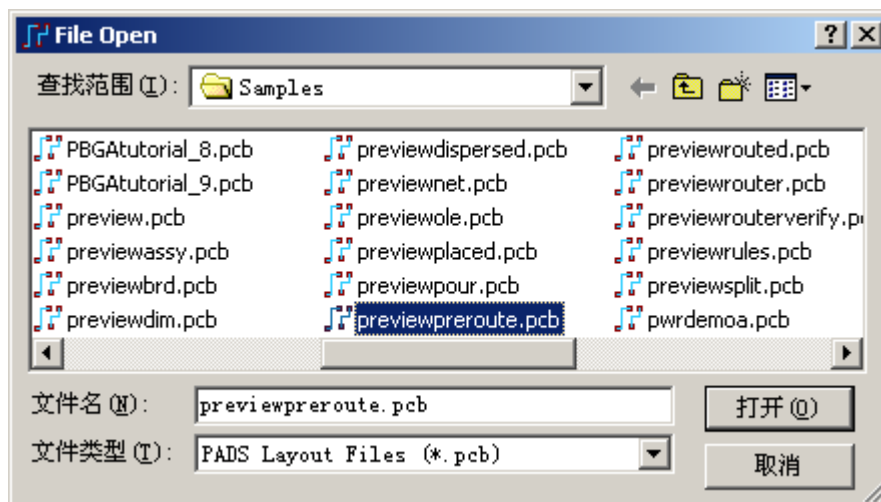 File Open
查找范围(I): Samples
PBGAtutorial_8.pcb previewdispersed.pcb previewrouted.pcb
PBGAtutorial_9.pcb previewnet.pcb previewrouter.pcb
preview.pcb previewole.pcb previewrouterverify.p
previewassy.pcb previewplaced.pcb previewrules.pcb
previewbrd.pcb previewpour.pcb previewsplit.pcb
previewdim.pcb previewpreroute.pcb pwrdemoa.pcb
文件名(N): previewpreroute.pcb 打开(O)
文件类型(T): PADS Layout Files (*.pcb) 取消